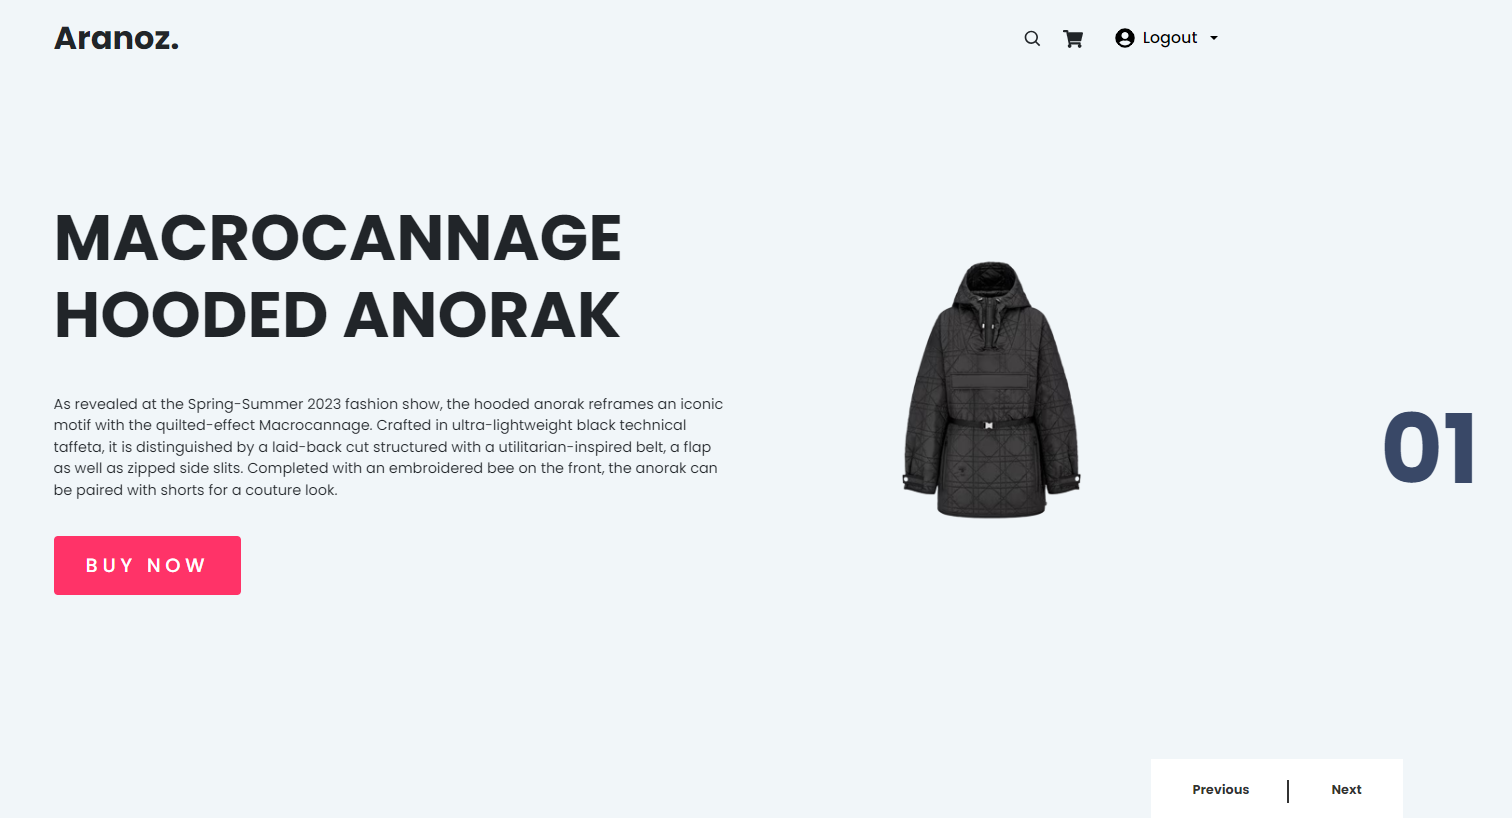 Aranoz.
Logout
MACROCANNAGE
HOODED ANORAK
As revealed at the Spring-Summer 2023 fashion show, the hooded anorak reframes an iconic
motif with the quilted-effect Macrocannage. Crafted in ultra-lightweight black technical
taffeta, it is distinguished by a laid-back cut structured with a utilitarian-inspired belt, a flap
as well as zipped side slits. Completed with an embroidered bee on the front, the anorak can
be paired with shorts for a couture look.
01
BUY NOW
Previous
Next